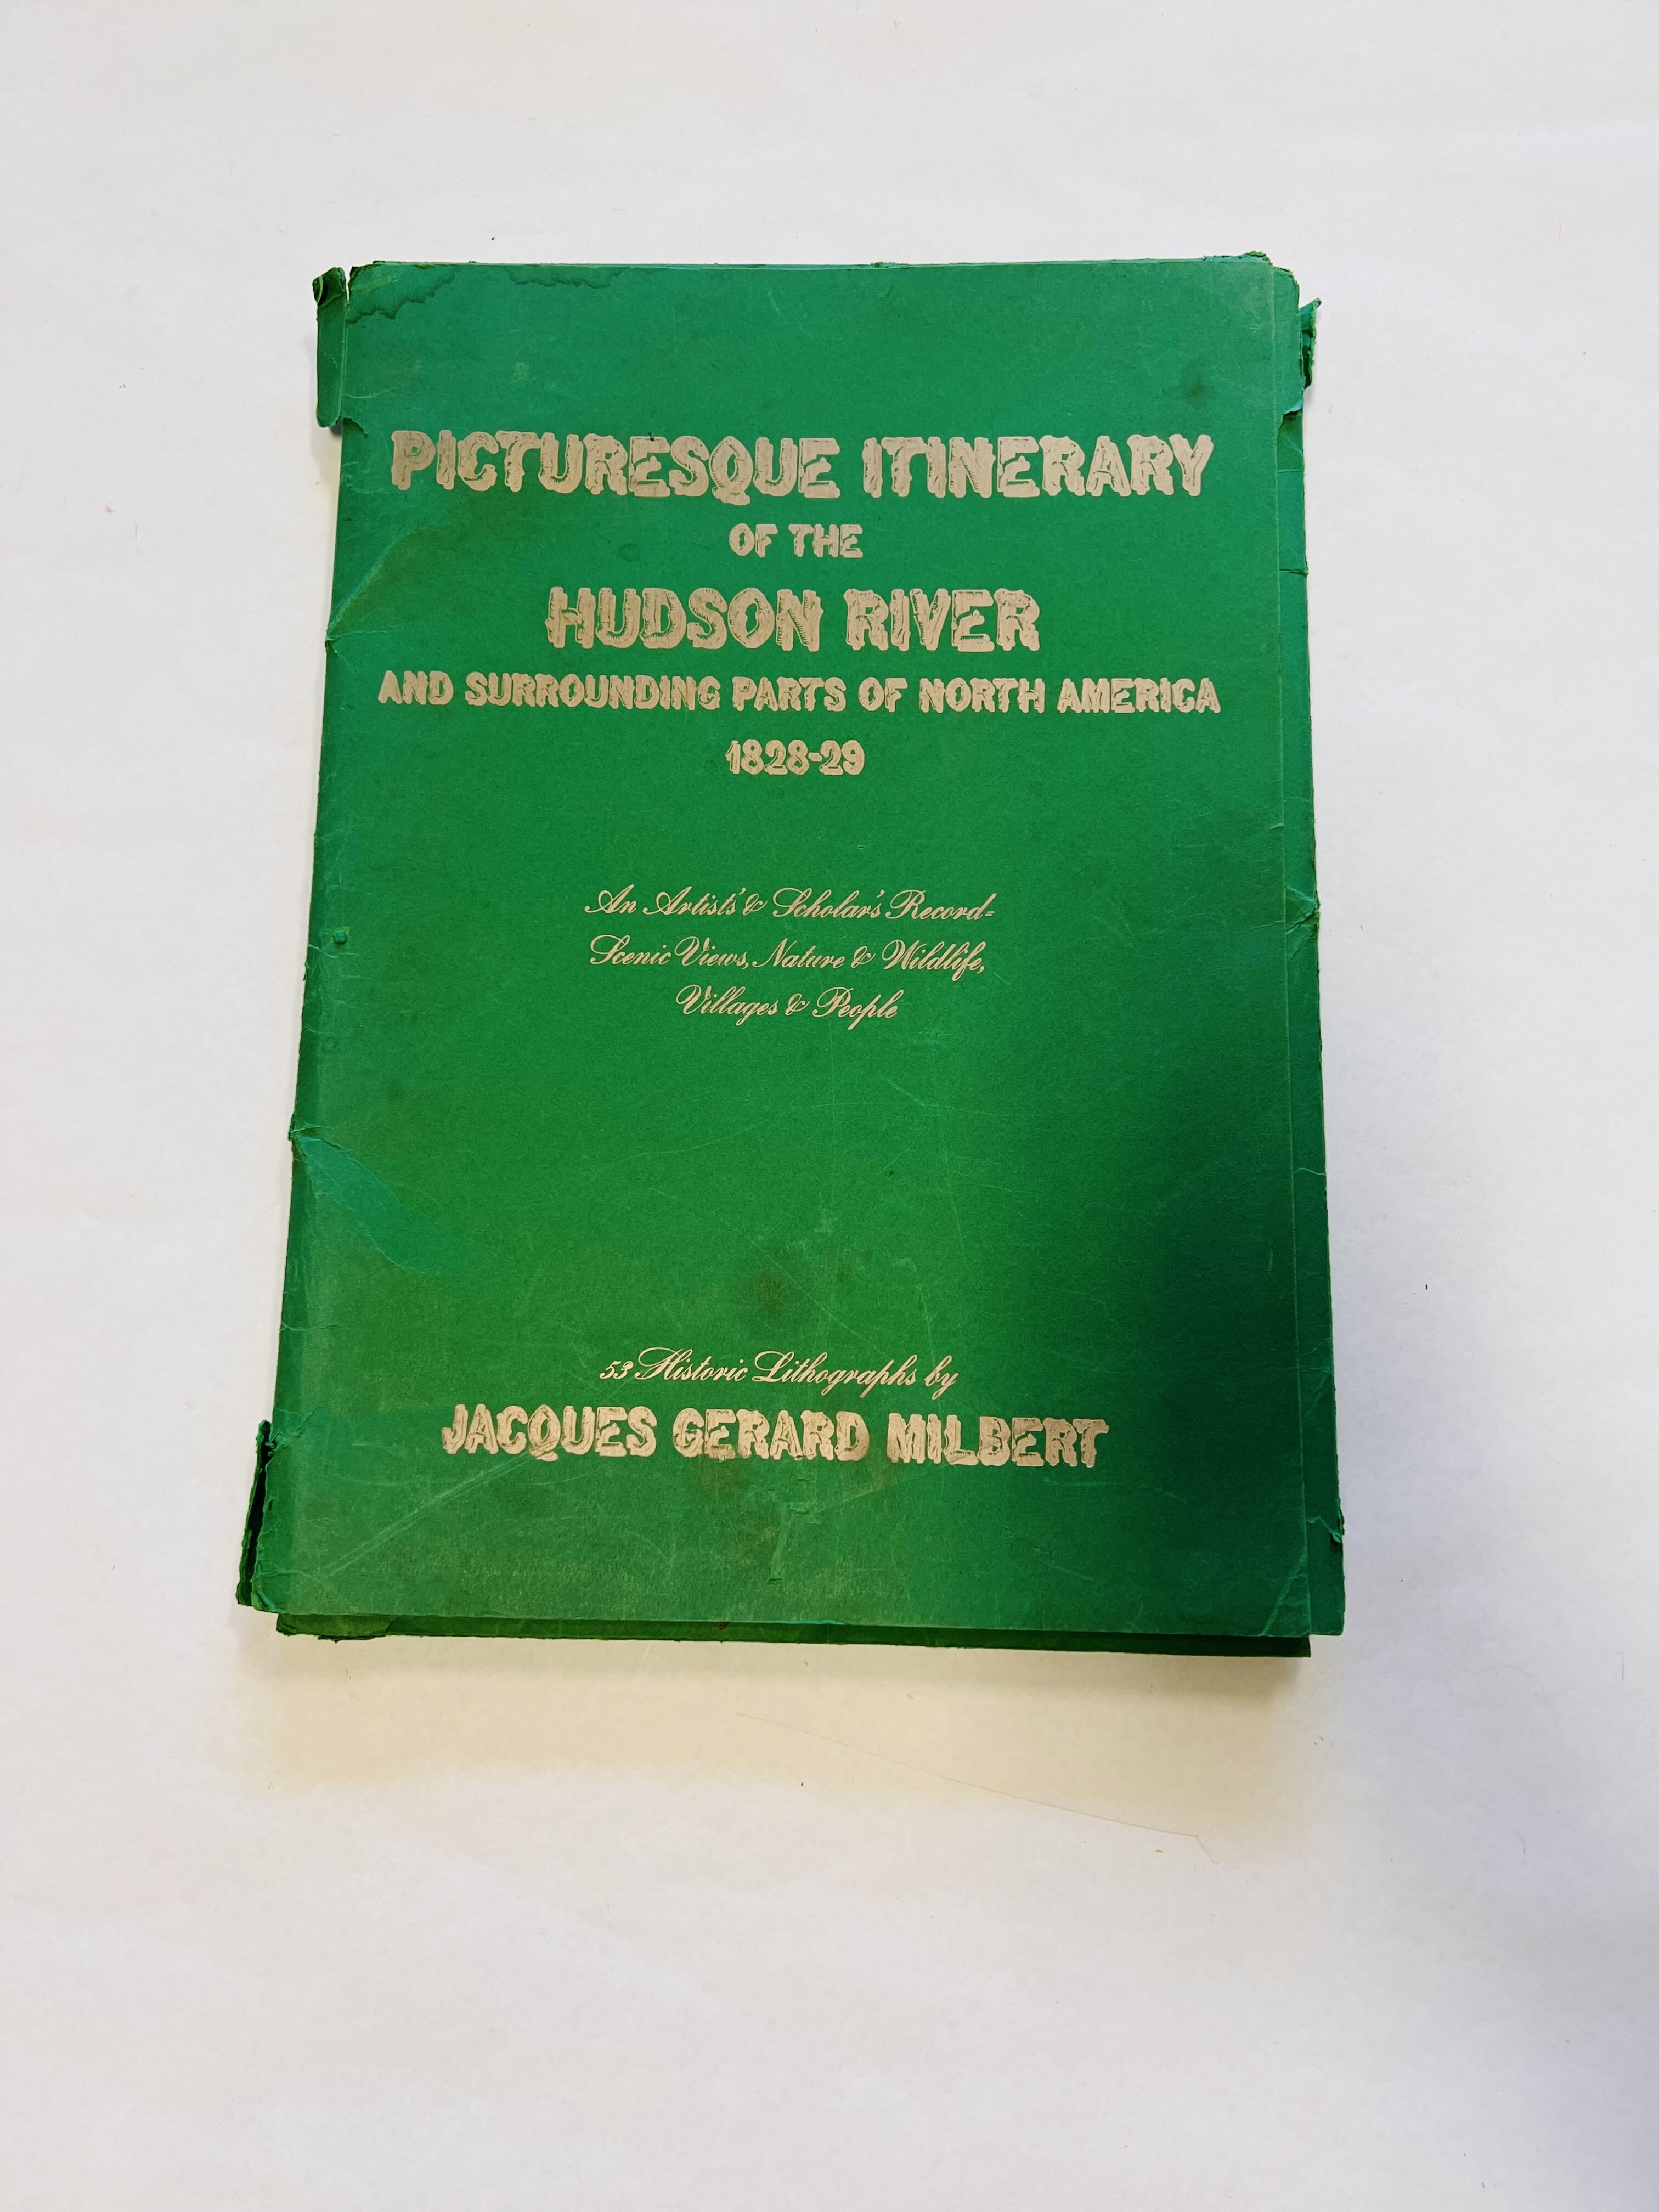 PICTURESQUE ITINERARY
OF THE
HUDSON RIVER
AND SURROUNDING PARTS OF NORTH AMERICA
1828-29
An Artist's & Scholar's Record-
Scenic Views, Nature & Wildlife,
Villages & People
53 Historic Lithographs by
JACQUES GERARD MILBERT